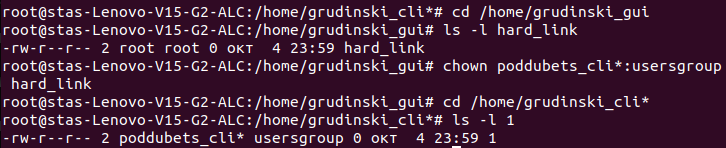 root@stas-Lenovo-V15-G2-ALC:/home/grudinski_cli*# cd /home/grudinski_gui
root@stas-Lenovo-V15-G2-ALC:/home/grudinski_gui# ls -l hard_link
-rw-r--r-- 2 root root 0 окт  4 23:59 hard_link
root@stas-Lenovo-V15-G2-ALC:/home/grudinski_gui# chown poddubets_cli*:usersgroup
 hard_link
root@stas-Lenovo-V15-G2-ALC:/home/grudinski_gui# cd /home/grudinski_cli*
root@stas-Lenovo-V15-G2-ALC:/home/grudinski_cli*# ls -l 1
-rw-r--r-- 2 poddubets_cli* usersgroup 0 окт  4 23:59 1